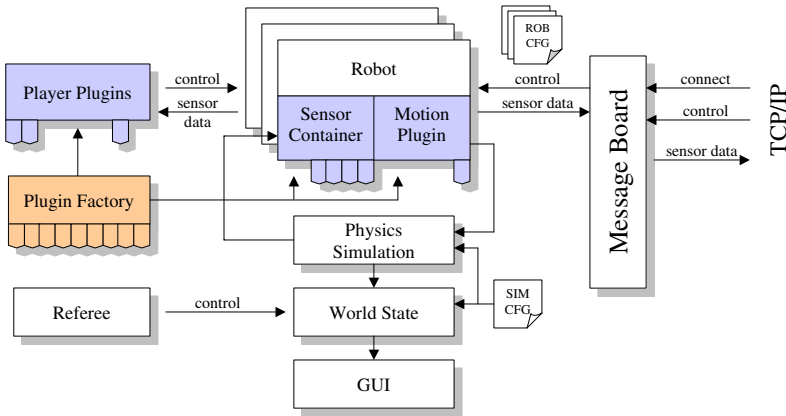 ROB
CFG
Robot
Player Plugins
control
sensor
data
Sensor
Container
Motion
Plugin
control
sensor data
Message Board
connect
control
sensor data
TCP/IP
Plugin Factory
Physics
Simulation
Referee
control
World State
SIM
CFG
GUI